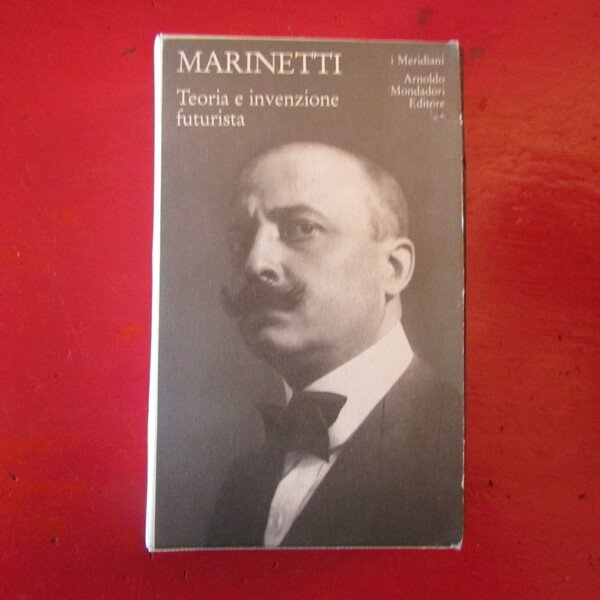 MARINETTI
Teoria e invenzione
futurista
i Meridiani
Arnoldo
Mondadori
Editore